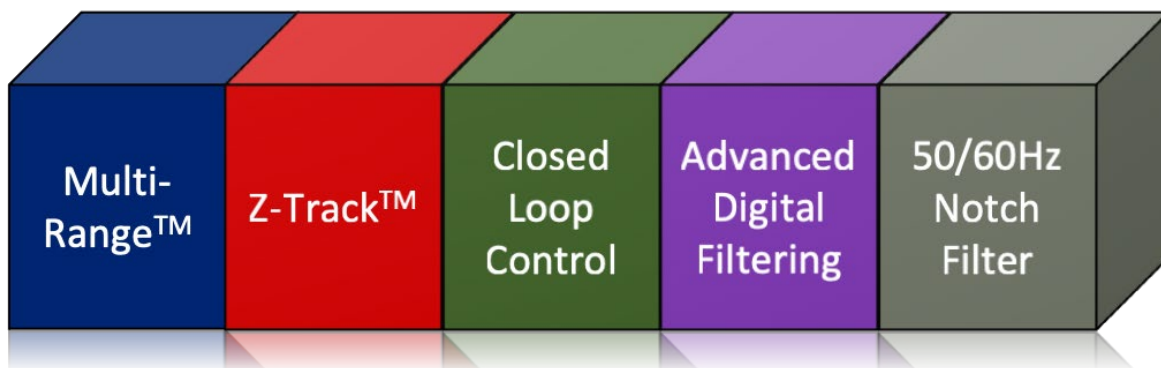 Multi-
Range™
Z-Track™
Closed
Loop
Control
Advanced
Digital
Filtering
50/60Hz
Notch
Filter